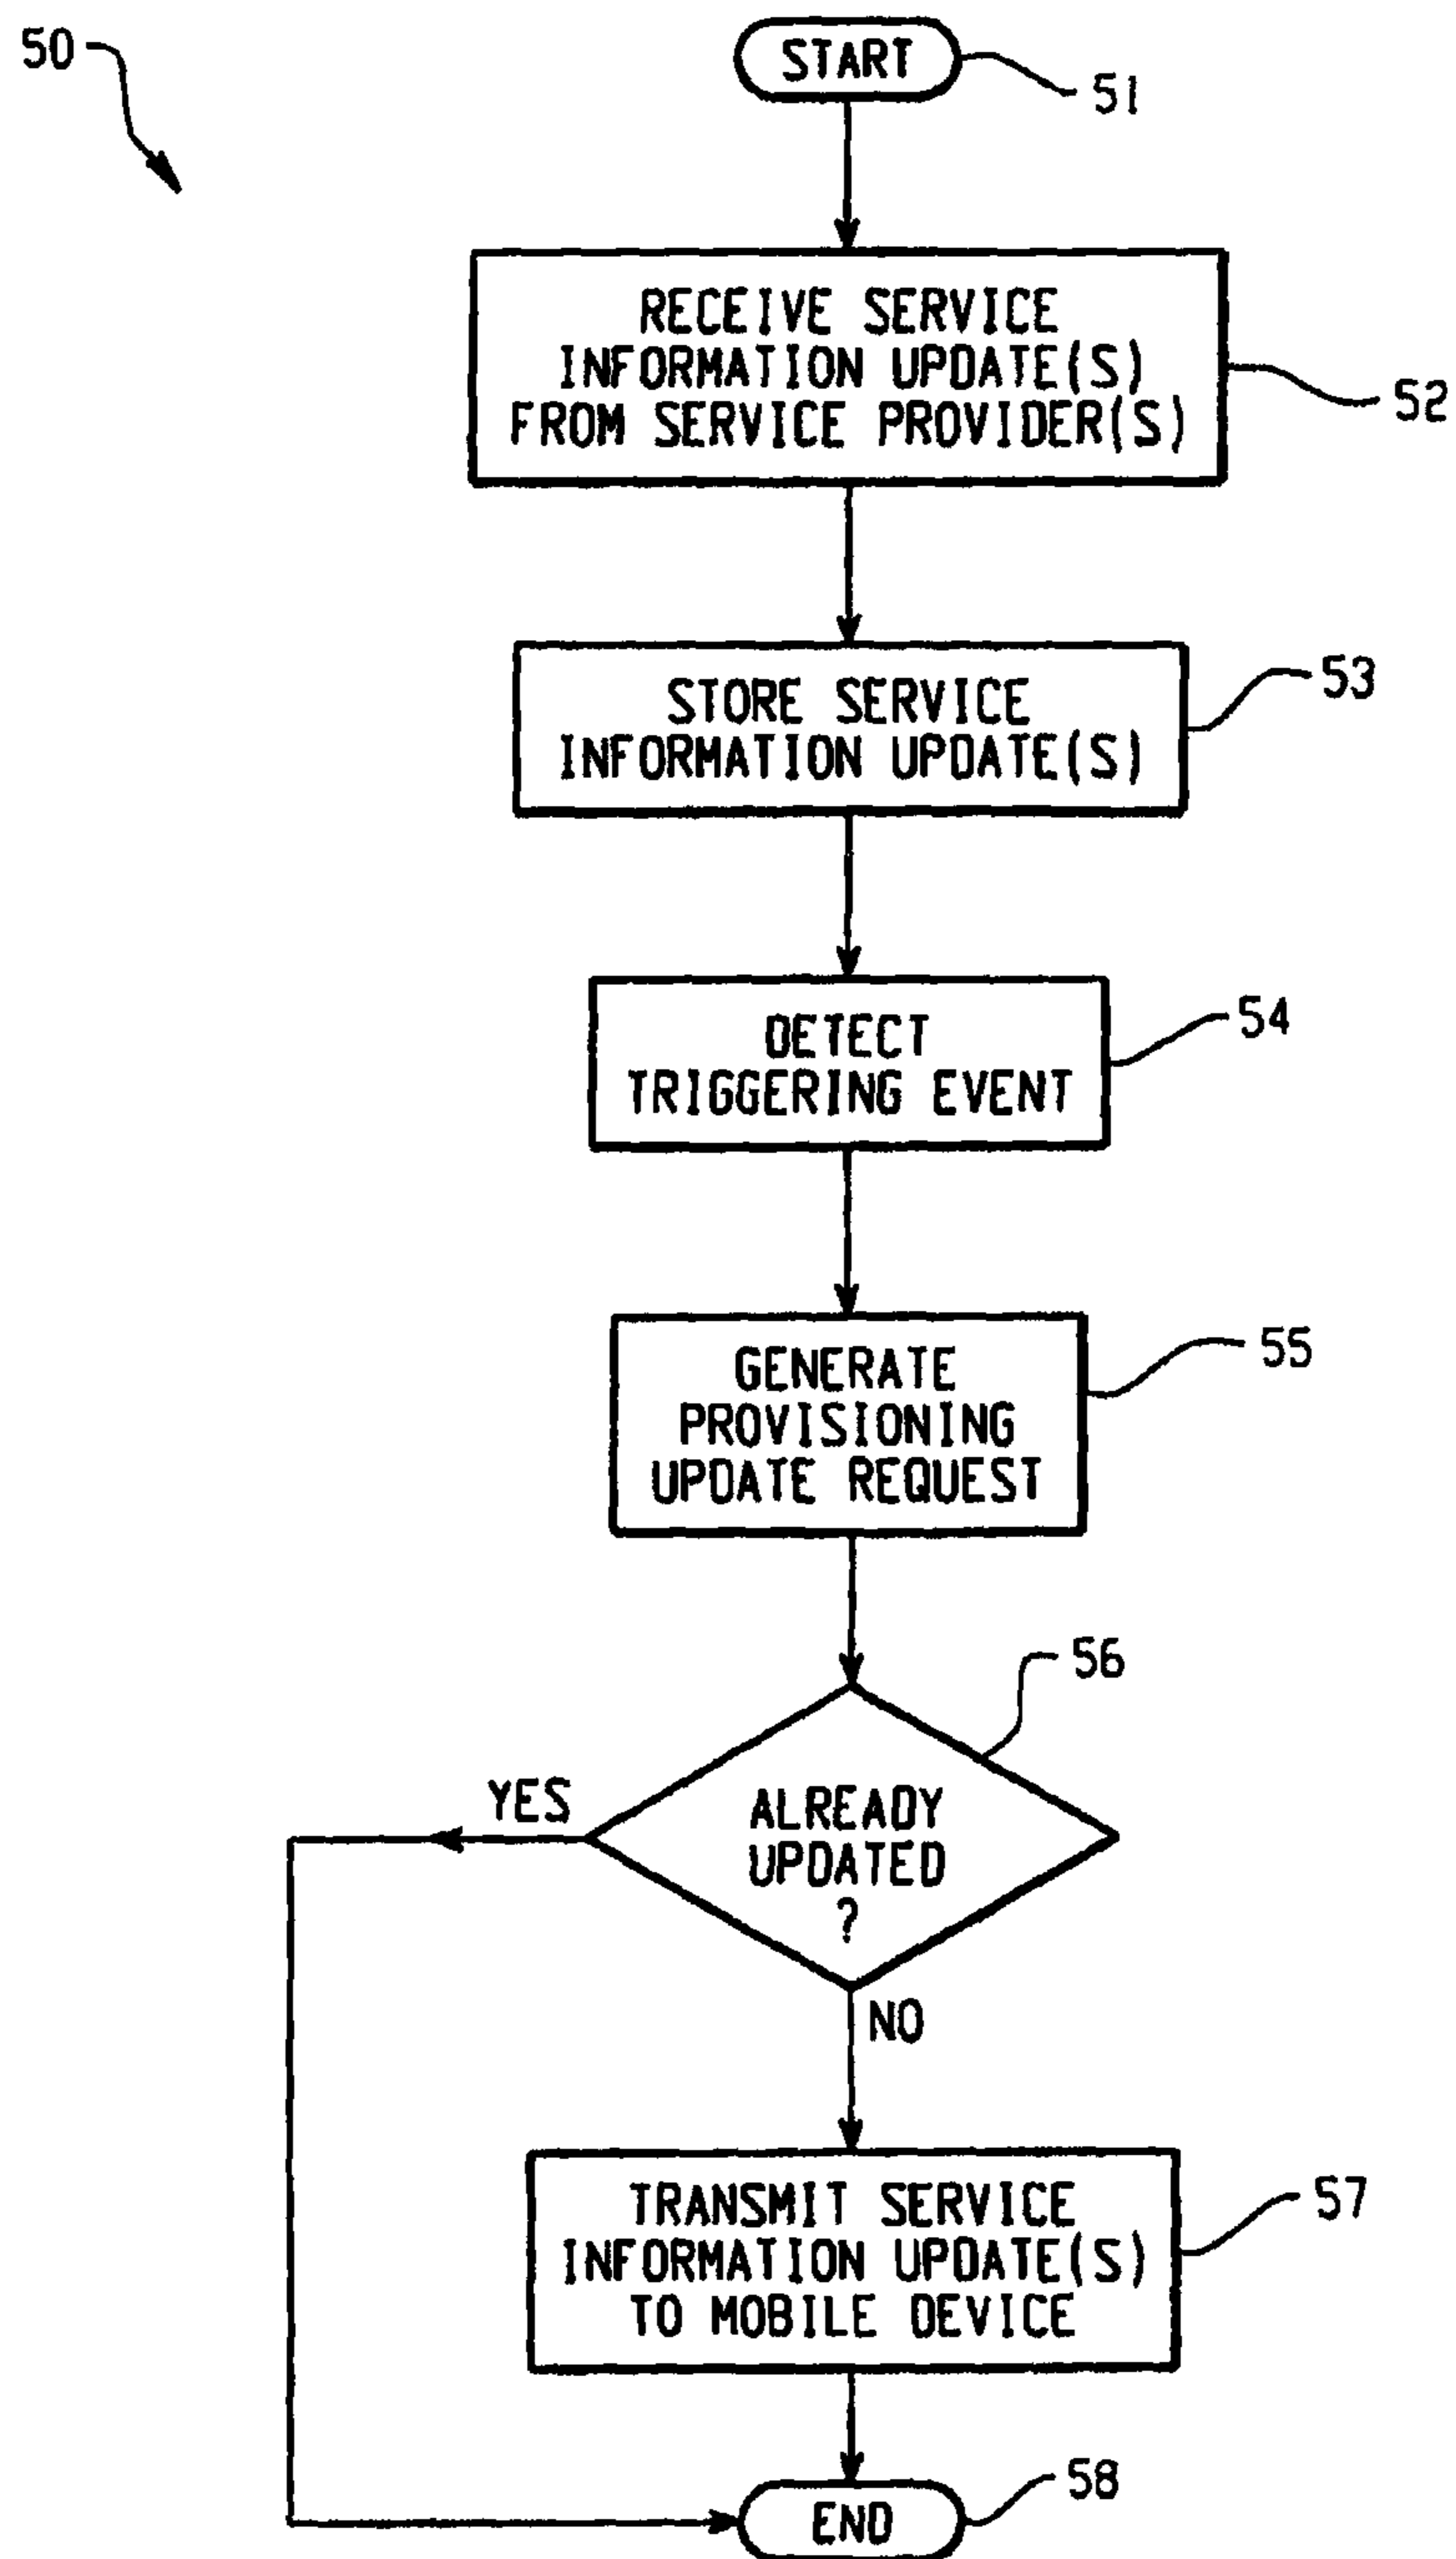 50
START
51
RECEIVE SERVICE
INFORMATION UPDATE(S)
FROM SERVICE PROVIDER(S)
52
STORE SERVICE
INFORMATION UPDATE(S)
53
DETECT
TRIGGERING EVENT
54
GENERATE
PROVISIONING
UPDATE REQUEST
55
56
ALREADY
UPDATED
?
YES
NO
TRANSMIT SERVICE
INFORMATION UPDATE(S)
TO MOBILE DEVICE
57
END
58